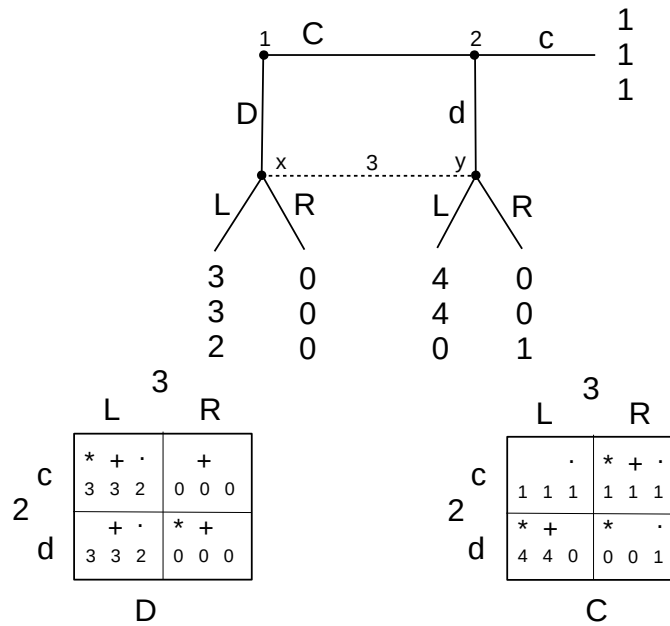 1 C 2 c 1
1
1
D d
x 3 y
L R L R
3 0 4 0
3 0 4 0
2 0 0 1
3 3
L R L R
* + · + · * + ·
c 3 3 2 0 0 0 c 1 1 1 1 1 1
2 2
+ · * + * + * ·
d 3 3 2 0 0 0 d 4 4 0 0 0 1
D C